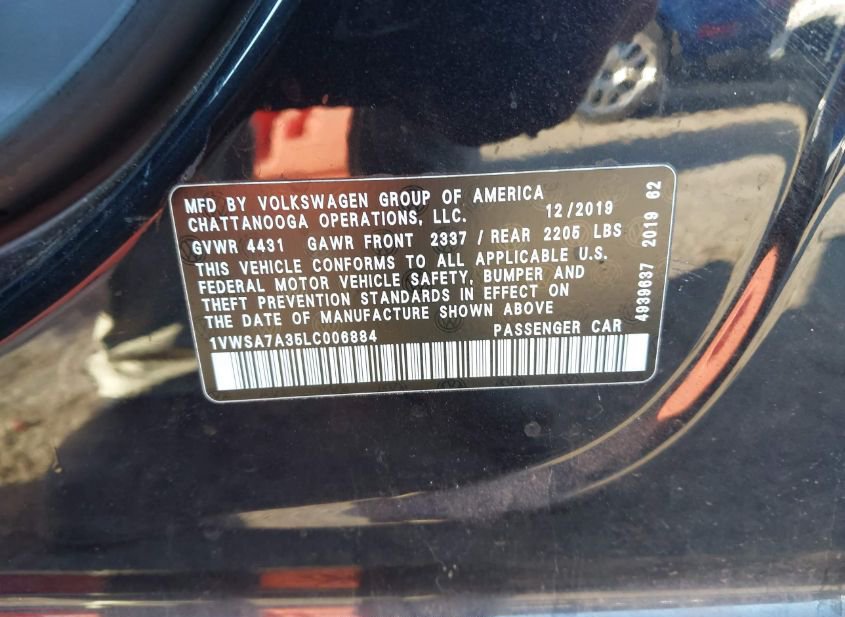 MFD BY VOLKSWAGEN GROUP OF AMERICA
CHATTANOOGA OPERATIONS, LLC. 12/2019
GVWR 4431 GAWR FRONT 2337 / REAR 2205 LBS
THIS VEHICLE CONFORMS TO ALL APPLICABLE U.S.
FEDERAL MOTOR VEHICLE SAFETY, BUMPER AND
THEFT PREVENTION STANDARDS IN EFFECT ON
THE DATE OF MANUFACTURE SHOWN ABOVE
1VWSA7A35LC006884 PASSENGER CAR
4939637 2019 62